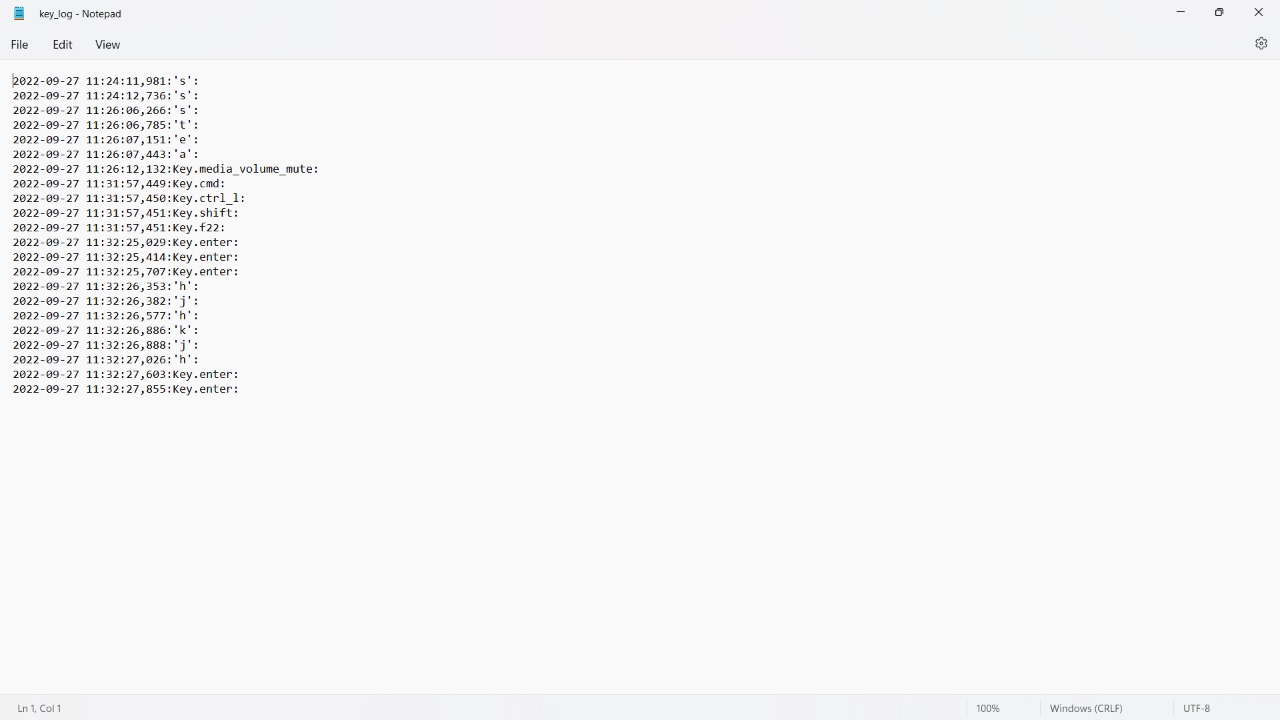 key_log - Notepad
File Edit View
2022-09-27 11:24:11,981:'s':
2022-09-27 11:24:12,736:'s':
2022-09-27 11:26:06,266:'s':
2022-09-27 11:26:06,785:'t':
2022-09-27 11:26:07,151:'e':
2022-09-27 11:26:07,443:'a':
2022-09-27 11:26:12,132:Key.media_volume_mute:
2022-09-27 11:31:57,449:Key.cmd:
2022-09-27 11:31:57,450:Key.ctrl_l:
2022-09-27 11:31:57,451:Key.shift:
2022-09-27 11:31:57,451:Key.f22:
2022-09-27 11:32:25,029:Key.enter:
2022-09-27 11:32:25,414:Key.enter:
2022-09-27 11:32:25,707:Key.enter:
2022-09-27 11:32:26,353:'h':
2022-09-27 11:32:26,382:'j':
2022-09-27 11:32:26,577:'h':
2022-09-27 11:32:26,886:'k':
2022-09-27 11:32:26,888:'j':
2022-09-27 11:32:27,026:'h':
2022-09-27 11:32:27,603:Key.enter:
2022-09-27 11:32:27,855:Key.enter:
Ln 1, Col 1 100% Windows (CRLF) UTF-8